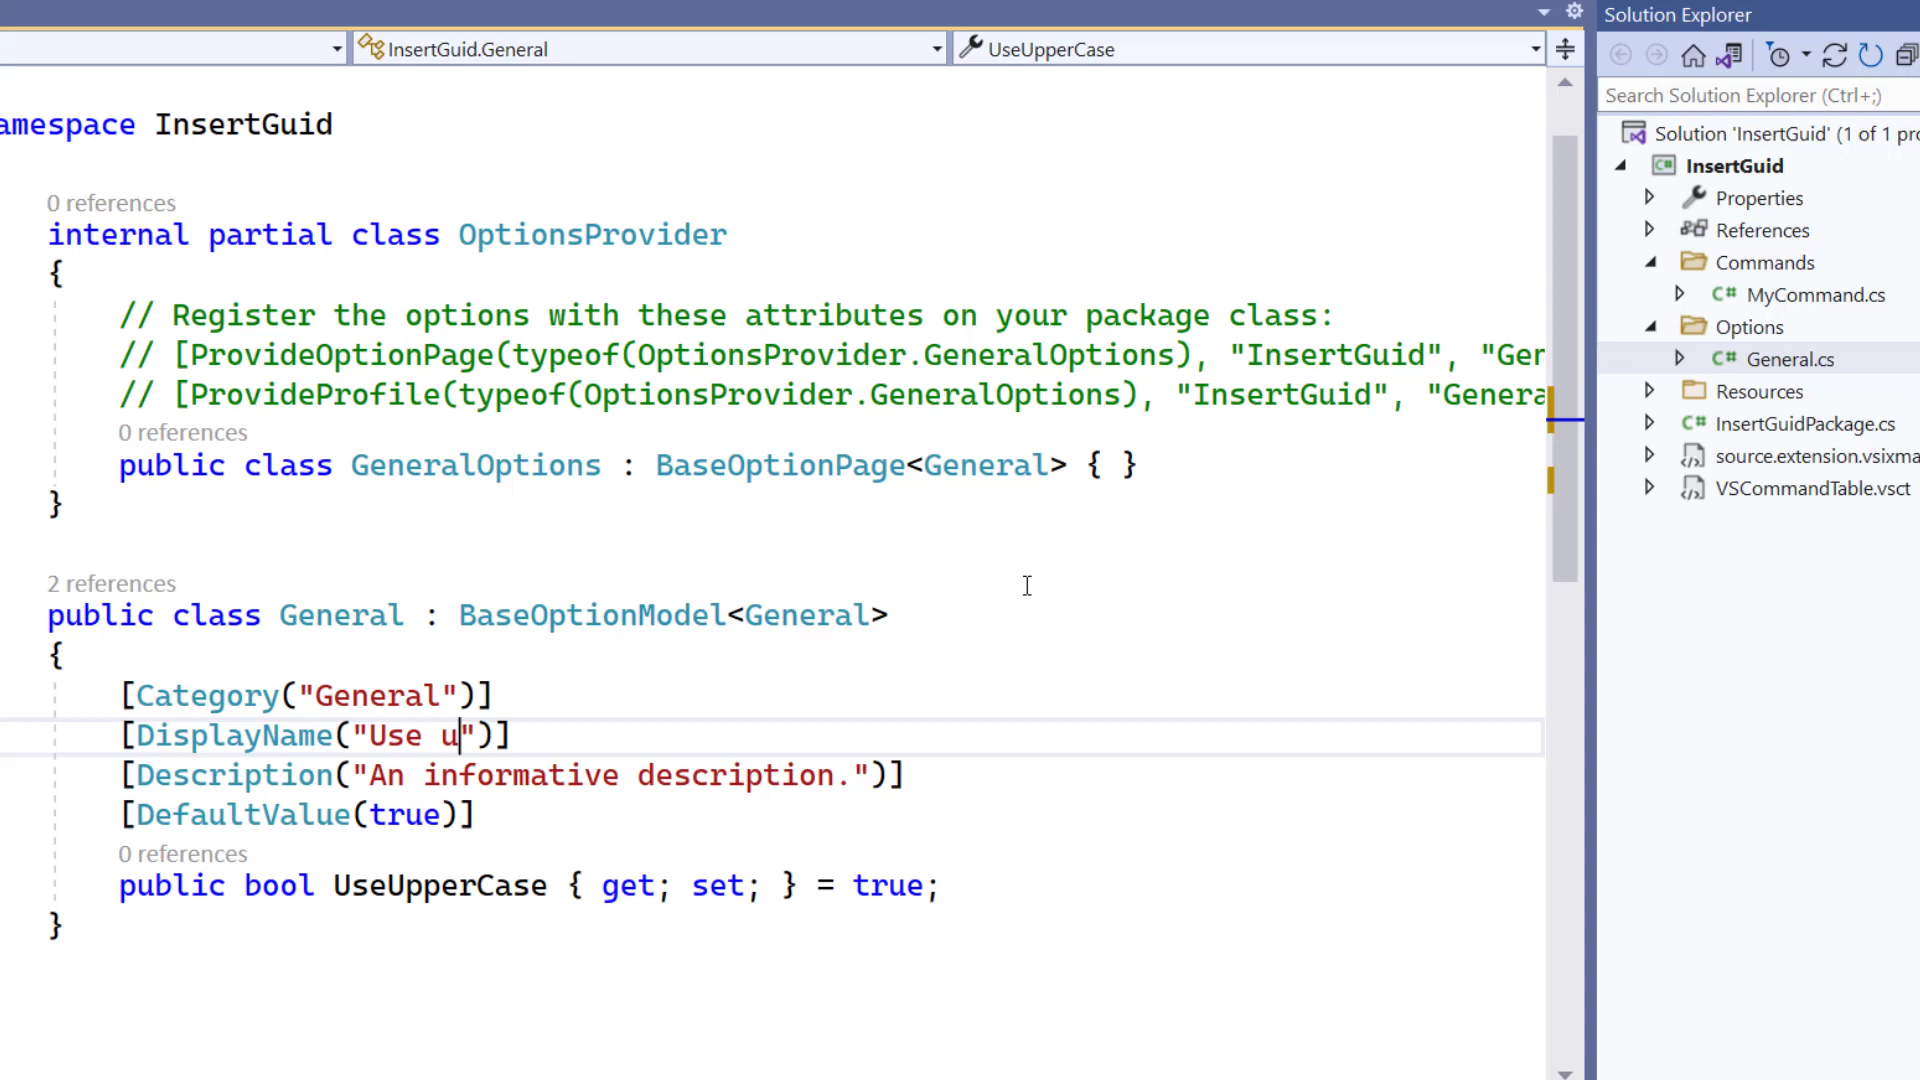 Solution Explorer
InsertGuid.General
UseUpperCase
Search Solution Explorer (Ctrl+;)
amespace InsertGuid
Solution 'InsertGuid' (1 of 1 pro
InsertGuid
Properties
References
Commands
MyCommand.cs
Options
General.cs
Resources
InsertGuidPackage.cs
source.extension.vsixma
VSCommandTable.vsct
0 references
internal partial class OptionsProvider
{
// Register the options with these attributes on your package class:
// [ProvideOptionPage(typeof(OptionsProvider.GeneralOptions), "InsertGuid", "Gen
// [ProvideProfile(typeof(OptionsProvider.GeneralOptions), "InsertGuid", "Genera
0 references
public class GeneralOptions : BaseOptionPage<General> { }
}
2 references
public class General : BaseOptionModel<General>
{
[Category("General")]
[DisplayName("Use u")]
[Description("An informative description.")]
[DefaultValue(true)]
0 references
public bool UseUpperCase { get; set; } = true;
}